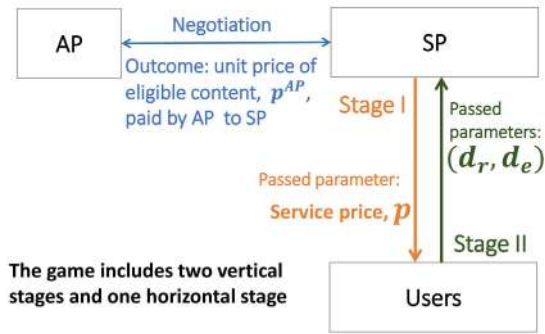 Negotiation
AP
SP
Outcome: unit price of
eligible content, p^{AP},
paid by AP to SP
Stage I
Passed
parameters:
(d_r, d_e)
Passed parameter:
Service price, p
Stage II
The game includes two vertical
stages and one horizontal stage
Users